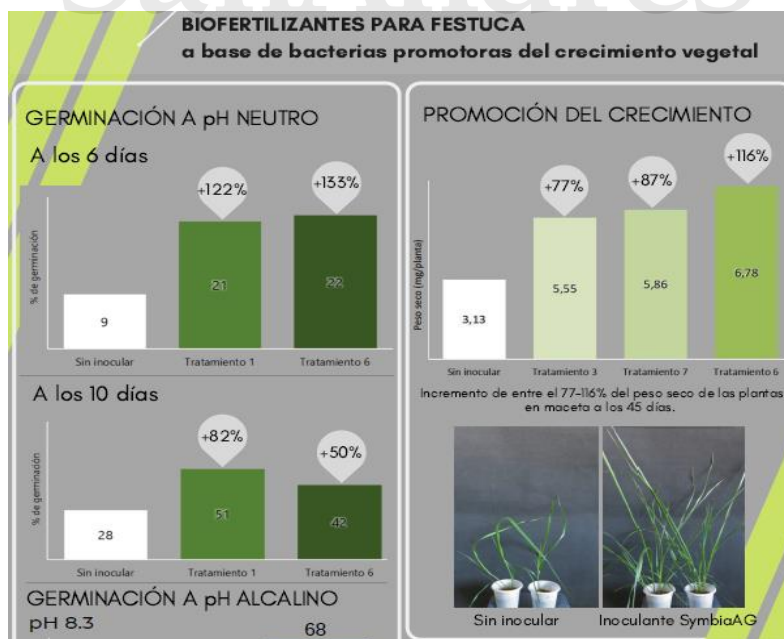 San Andrés
BIOFERTILIZANTES PARA FESTUCA
a base de bacterias promotoras del crecimiento vegetal
GERMINACIÓN A pH NEUTRO
A los 6 días
+122%
+133%
% de germinación
9
21
22
Sin inocular
Tratamiento 1
Tratamiento 6
A los 10 días
+82%
+50%
% de germinación
28
51
42
Sin inocular
Tratamiento 1
Tratamiento 6
GERMINACIÓN A pH ALCALINO
pH 8.3
68
PROMOCIÓN DEL CRECIMIENTO
+77%
+87%
+116%
Peso seco (mg/planta)
3,13
5,55
5,86
6,78
Sin inocular
Tratamiento 3
Tratamiento 7
Tratamiento 6
Incremento de entre el 77-116% del peso seco de las plantas
en maceta a los 45 días.
Sin inocular
Inoculante SymbiaAG